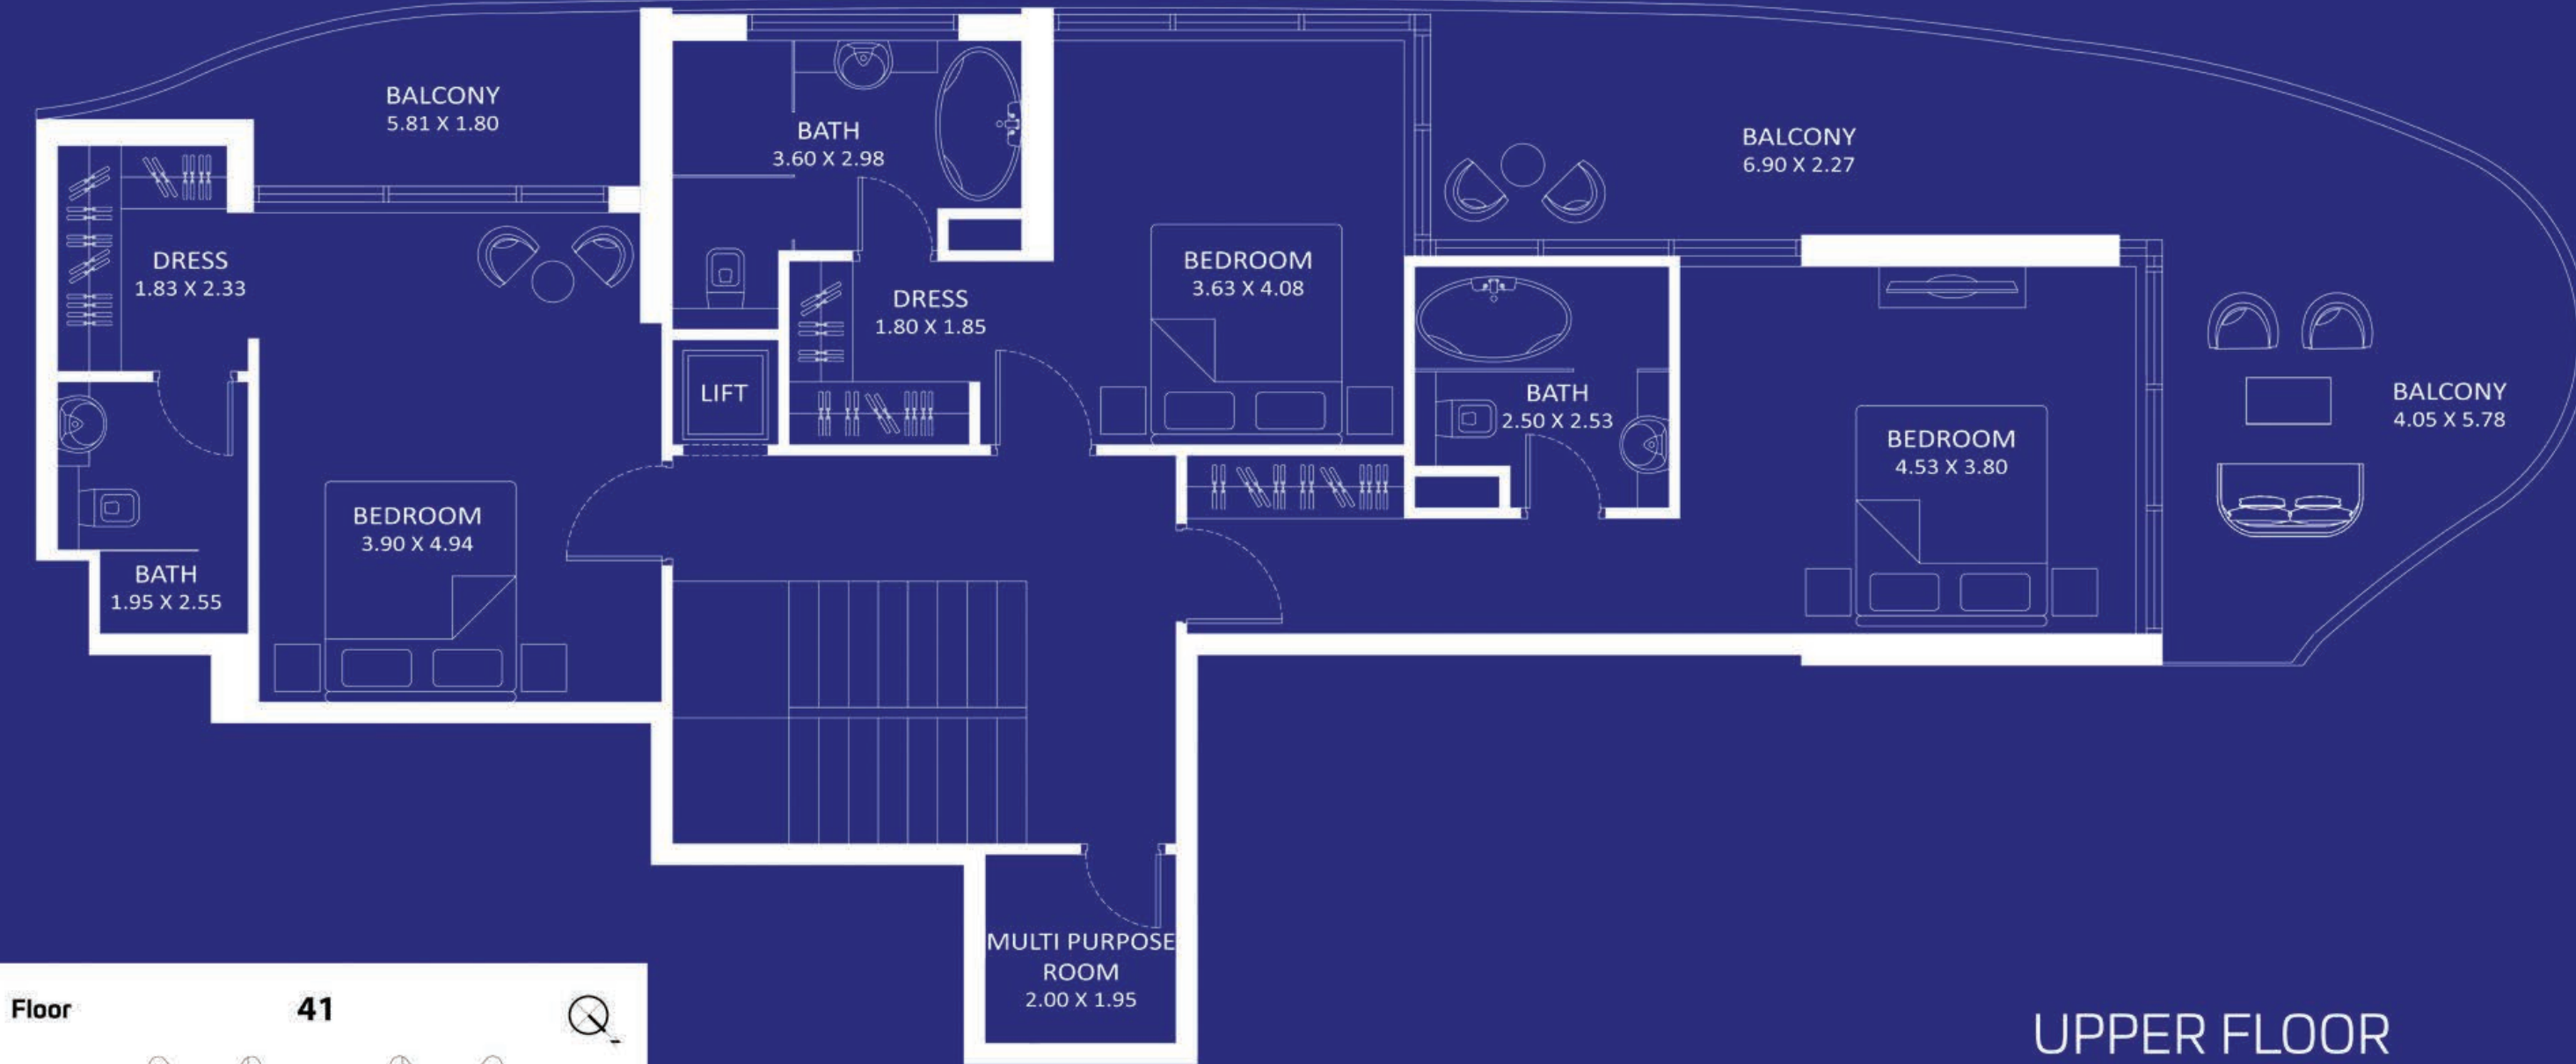 BALCONY
5.81 X 1.80
BATH
3.60 X 2.98
BALCONY
6.90 X 2.27
DRESS
1.83 X 2.33
DRESS
1.80 X 1.85
BEDROOM
3.63 X 4.08
LIFT
BATH
2.50 X 2.53
BEDROOM
4.53 X 3.80
BALCONY
4.05 X 5.78
BEDROOM
3.90 X 4.94
BATH
1.95 X 2.55
MULTI PURPOSE
ROOM
2.00 X 1.95
Floor 41
UPPER FLOOR